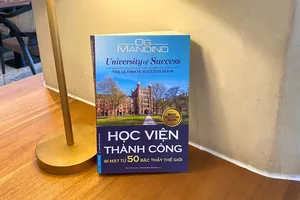 OG
MANDINO
University of Success
THE ULTIMATE SUCCESS BOOK
HỌC VIỆN
THÀNH CÔNG
BÍ MẬT TỪ 50 BẬC THẦY THẾ GIỚI